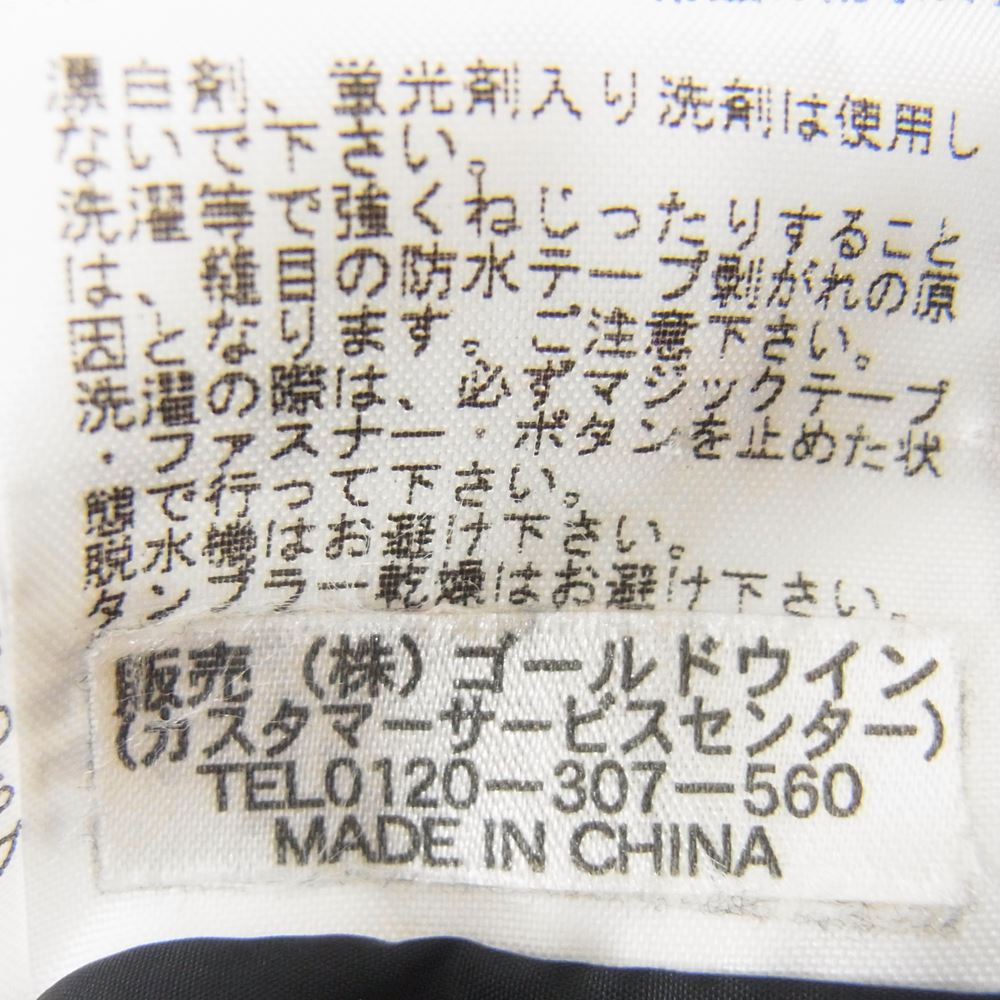 漂白剤、蛍光剤入り洗剤は使用し
ないで下さい。
洗濯等で強くねじったりすること
は、縫目の防水テープ剥がれの原
因となります。ご注意下さい。
洗濯の際は、必ずマジックテープ
・ファスナー・ボタンを止めた状
態で行って下さい。
脱水機はお避け下さい。
タンブラー乾燥はお避け下さい。
販売 (株)ゴールドウイン
(カスタマーサービスセンター)
TEL0120-307-560
MADE IN CHINA